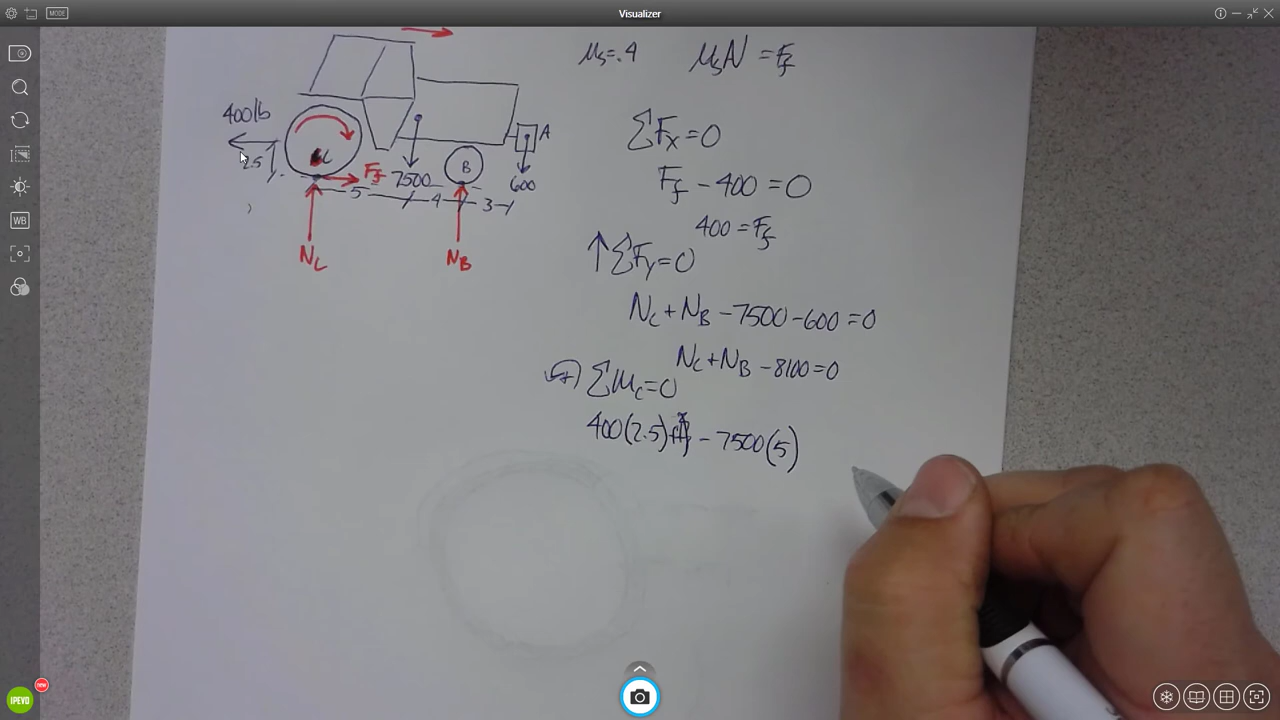 MODE
Visualizer
μs=.4 μsN = Ff
400lb
2.5
A
B
Ff
7500
600
5
4
3
NC
NB
ΣFx=0
Ff - 400 = 0
400 = Ff
↑ ΣFy=0
NC + NB - 7500 - 600 = 0
NC + NB - 8100 = 0
+) ΣMC=0
400(2.5) - 7500(5)
WB
IPEVO
new